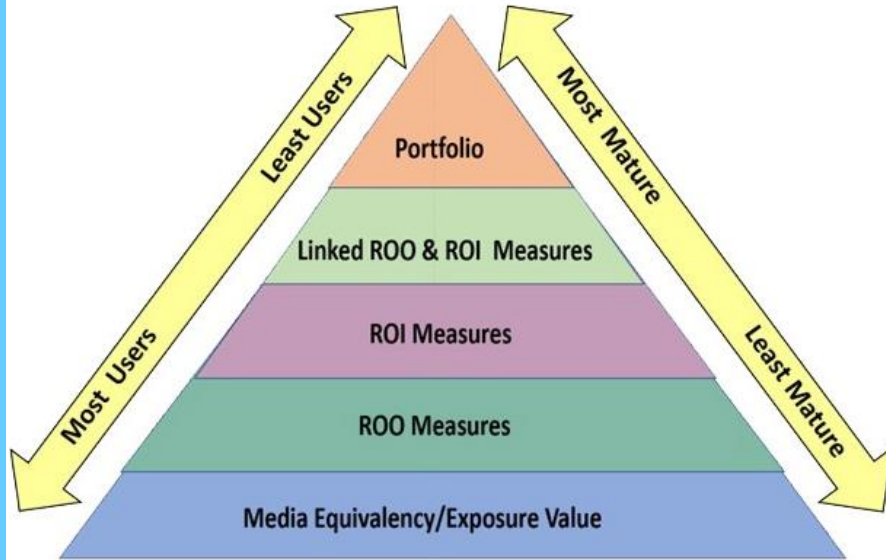 Least Users
Most Users
Most Mature
Least Mature
Portfolio
Linked ROO & ROI Measures
ROI Measures
ROO Measures
Media Equivalency/Exposure Value